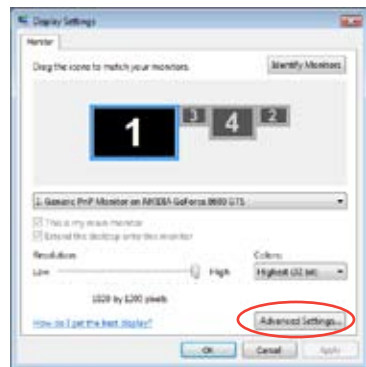 Display Settings
Monitor
Drag the icons to match your monitors.
Identify Monitors
1
3
4
2
1. Generic PnP Monitor on NVIDIA GeForce 8600 GTS
This is my main monitor
Extend the desktop onto this monitor
Resolution:
Colors:
Low
High
Highest (32 bit)
1920 by 1200 pixels
How do I get the best display?
Advanced Settings...
OK
Cancel
Apply